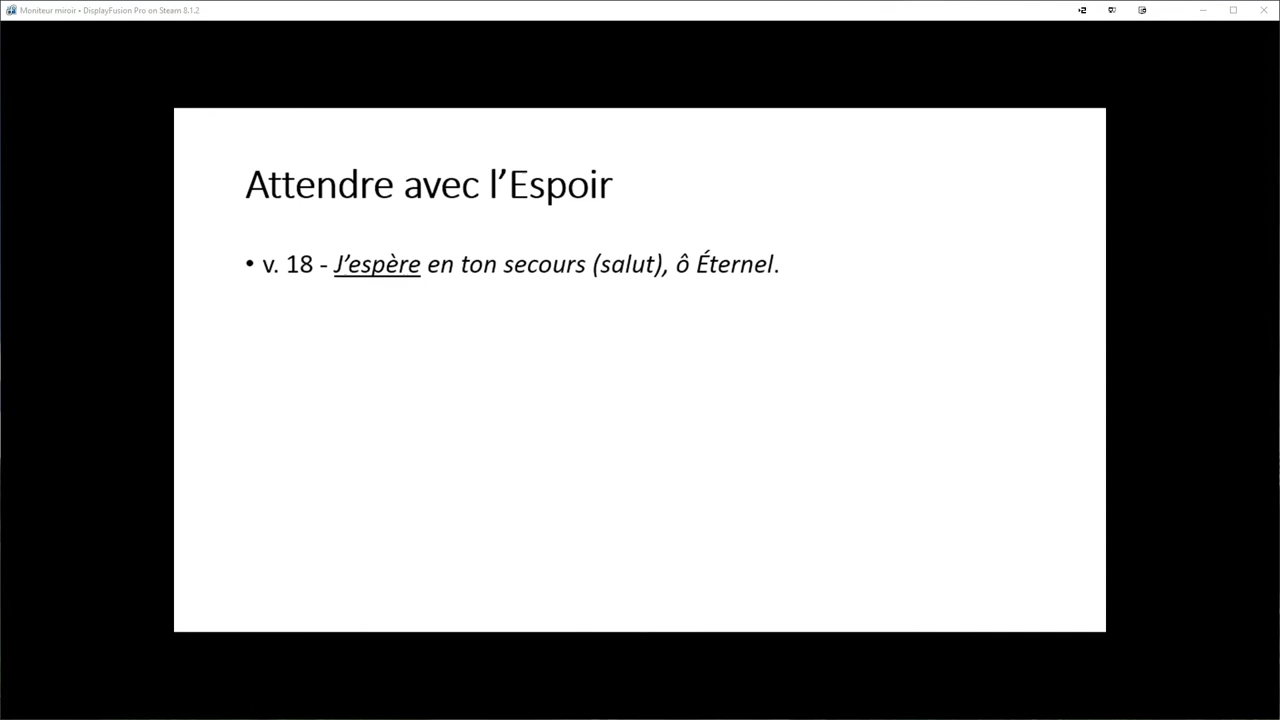 Moniteur miroir • DisplayFusion Pro on Steam 8.1.2
Attendre avec l’Espoir
• v. 18 - J’espère en ton secours (salut), ô Éternel.